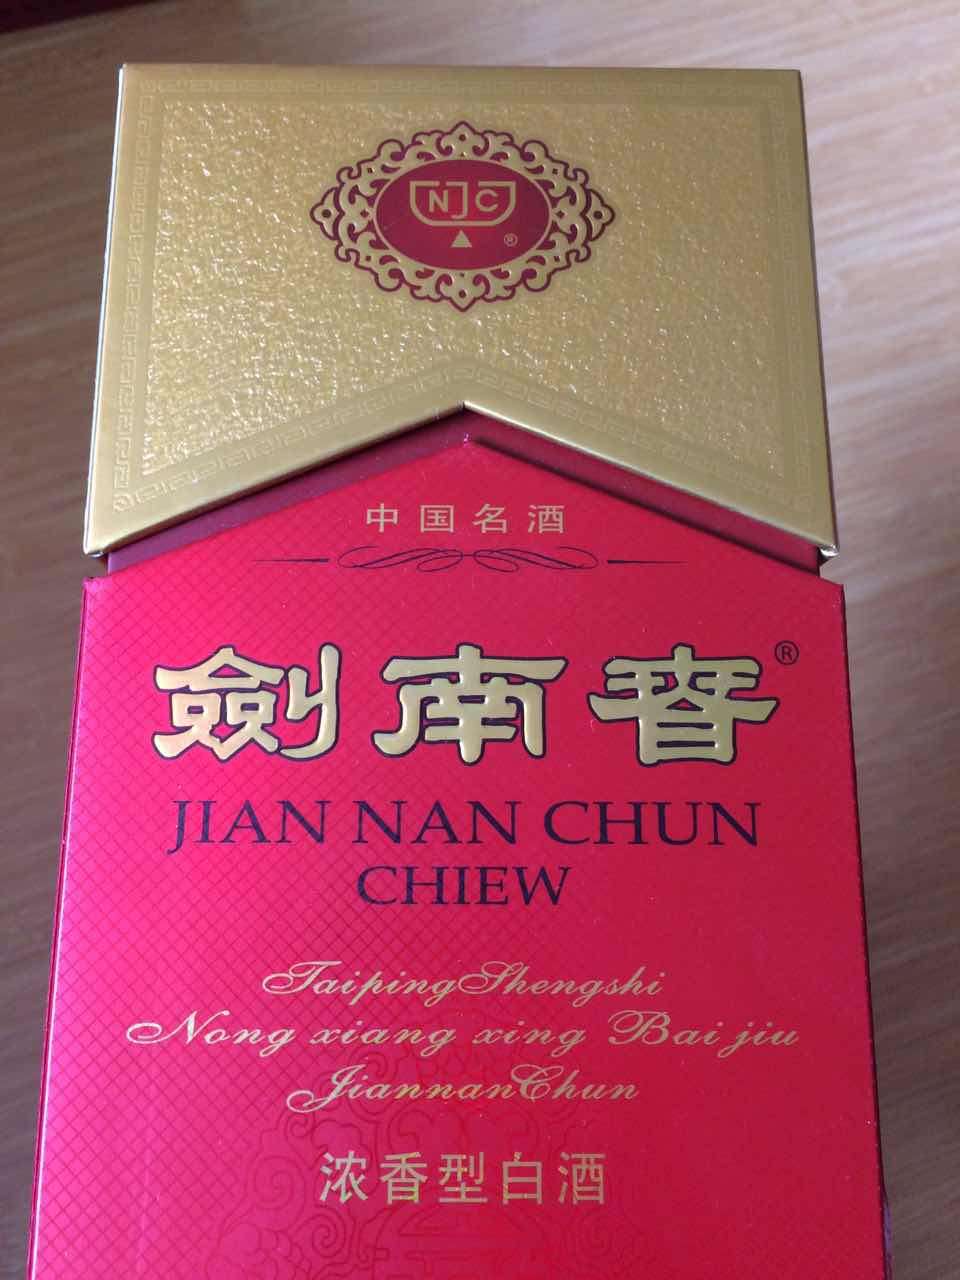 NJC
®
中国名酒
劍南春®
JIAN NAN CHUN
CHIEW
TaipingShengshi
Nong xiang xing Bai jiu
JiannanChun
浓香型白酒